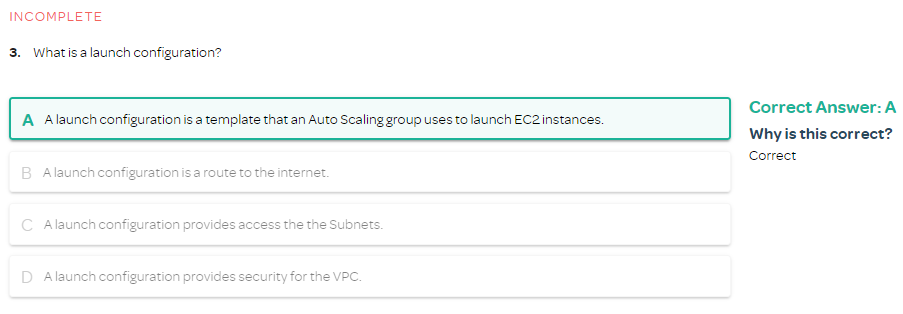 INCOMPLETE
3. What is a launch configuration?
A A launch configuration is a template that an Auto Scaling group uses to launch EC2 instances.
B A launch configuration is a route to the internet.
C A launch configuration provides access the the Subnets.
D A launch configuration provides security for the VPC.
Correct Answer: A
Why is this correct?
Correct